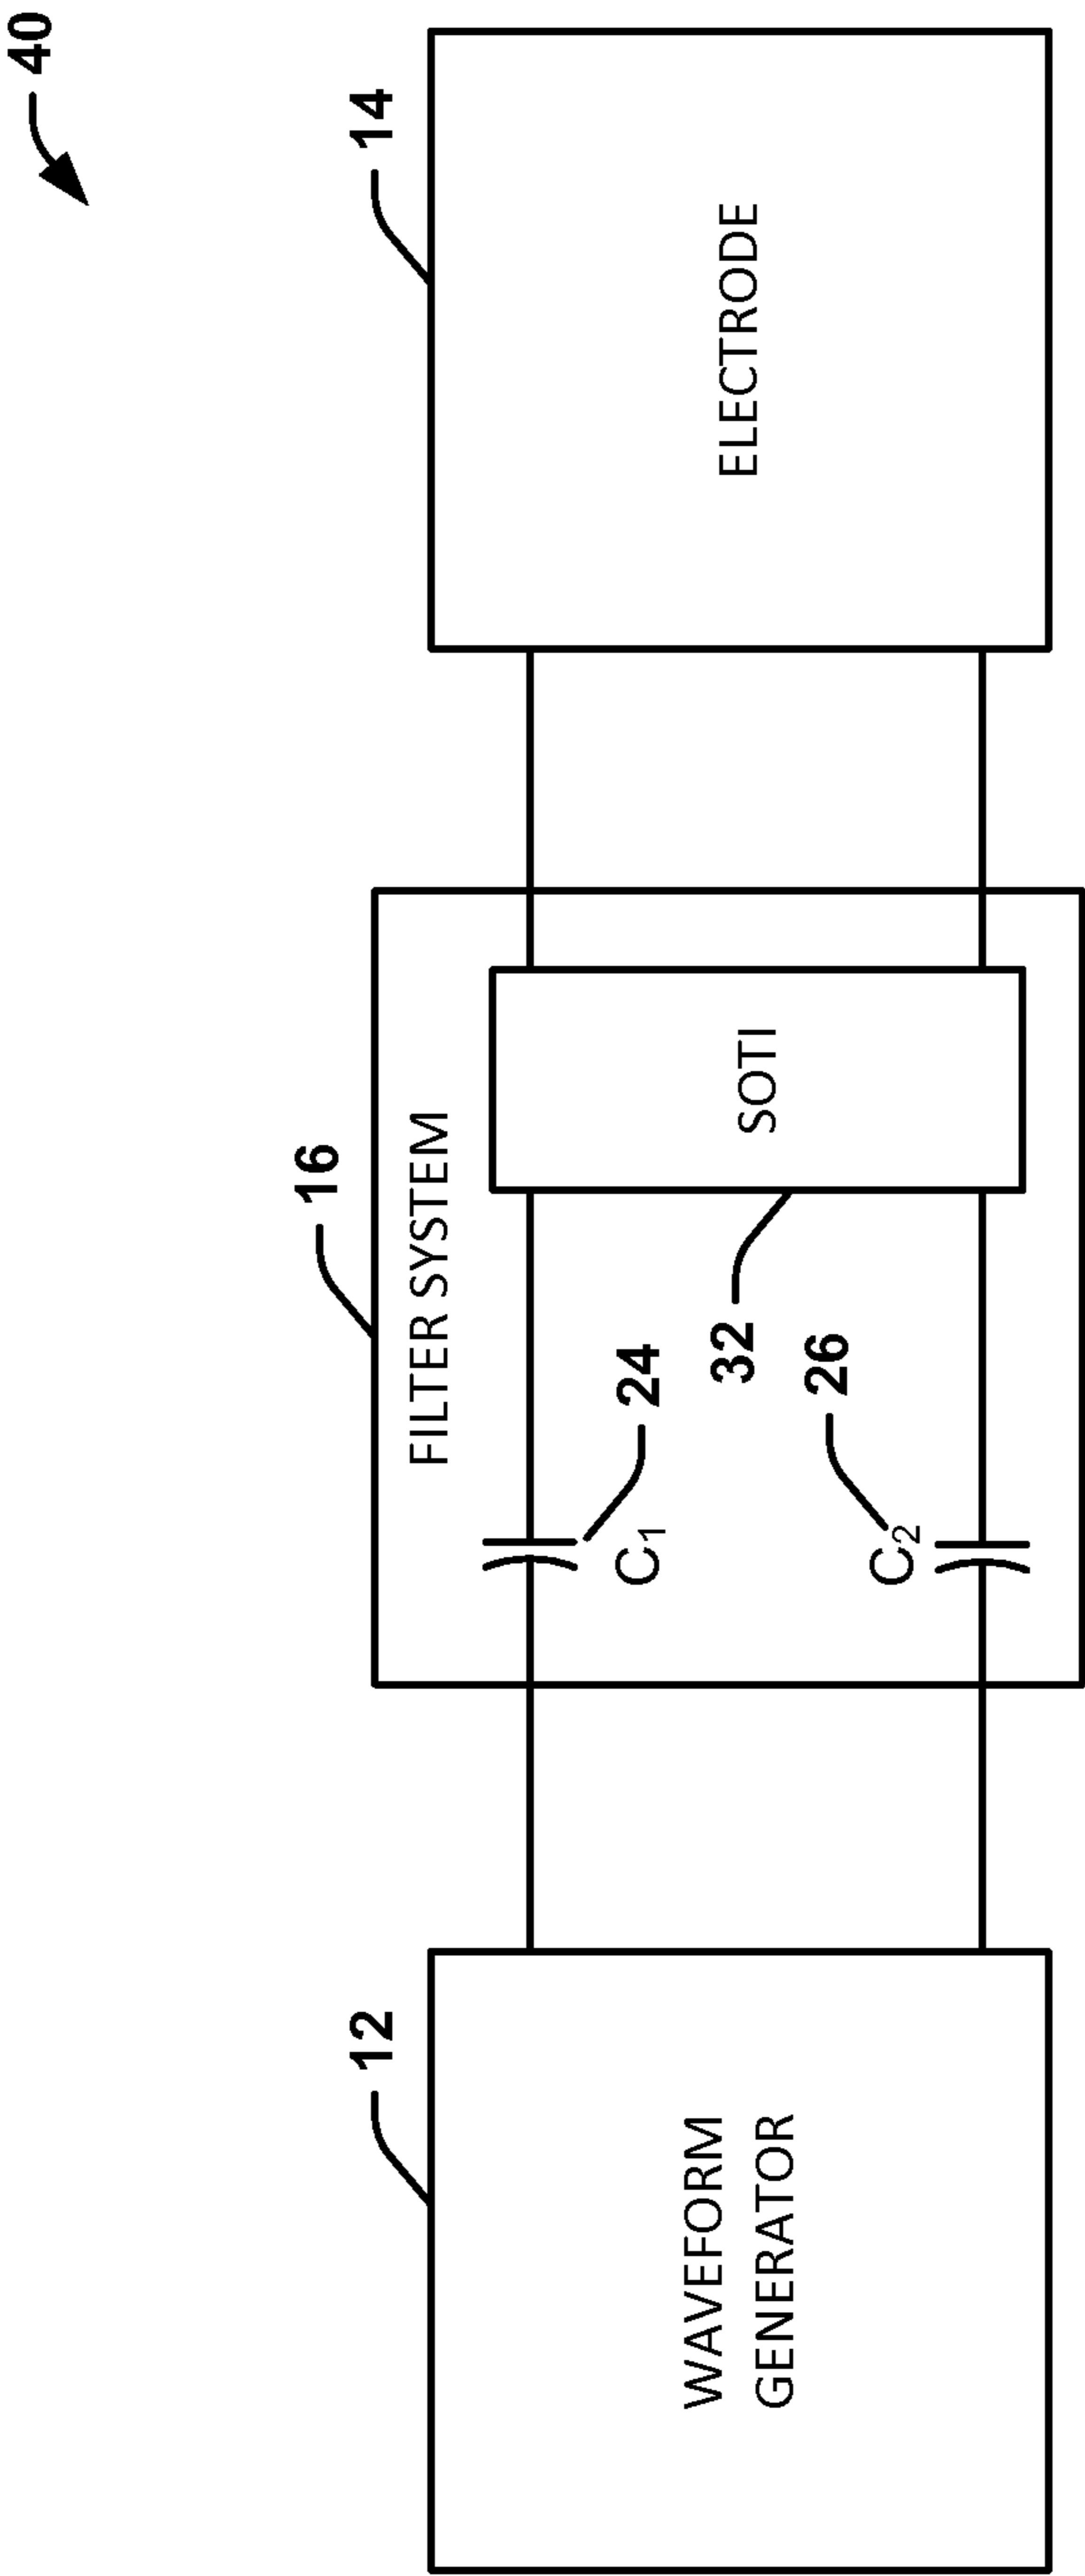 40
12
WAVEFORM
GENERATOR
16
FILTER SYSTEM
C₁
24
C₂
26
32
SOTI
14
ELECTRODE